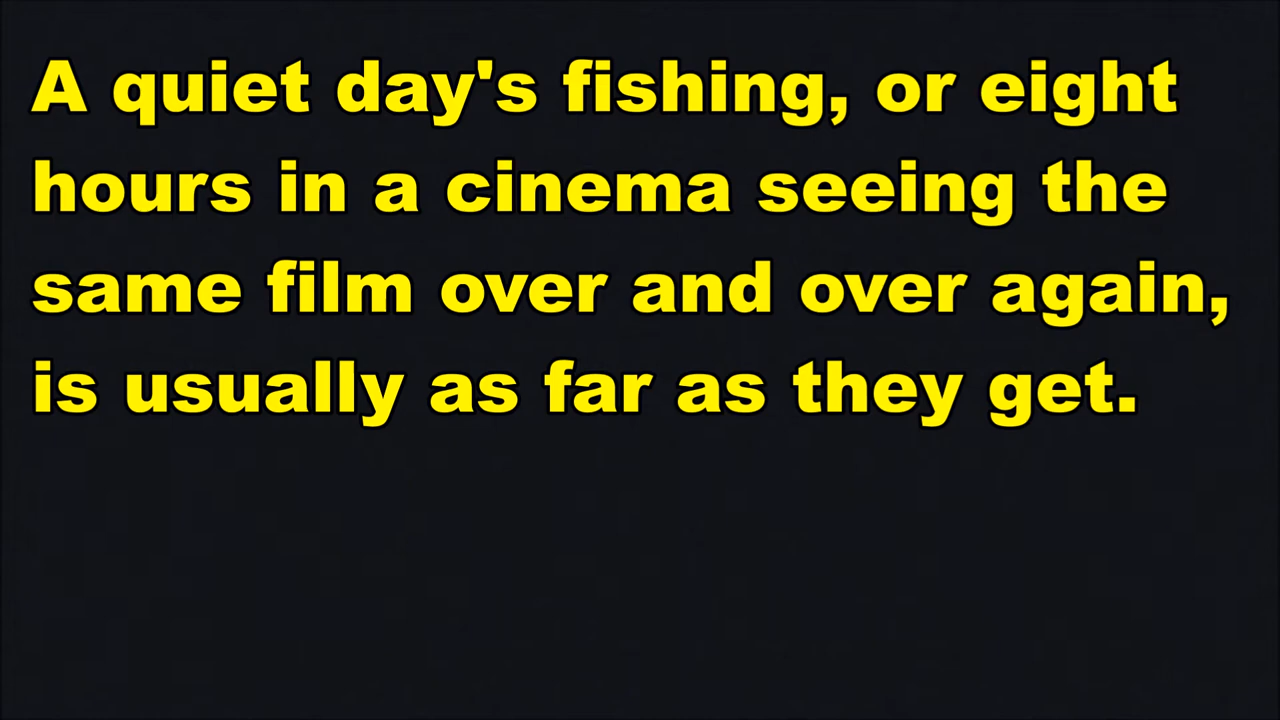 A quiet day's fishing, or eight
hours in a cinema seeing the
same film over and over again,
is usually as far as they get.